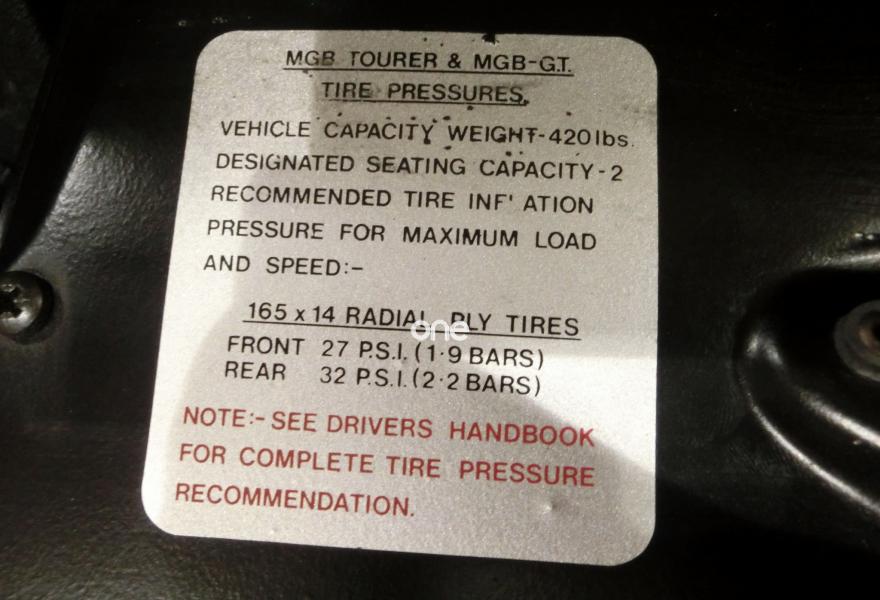 MGB TOURER & MGB-G.T.
TIRE PRESSURES.
VEHICLE CAPACITY WEIGHT-420lbs.
DESIGNATED SEATING CAPACITY-2
RECOMMENDED TIRE INF' ATION
PRESSURE FOR MAXIMUM LOAD
AND SPEED:-
165 x 14 RADIAL PLY TIRES
one
FRONT 27 P.S.I. (1·9 BARS)
REAR 32 P.S.I. (2·2 BARS)
NOTE:- SEE DRIVERS HANDBOOK
FOR COMPLETE TIRE PRESSURE
RECOMMENDATION.